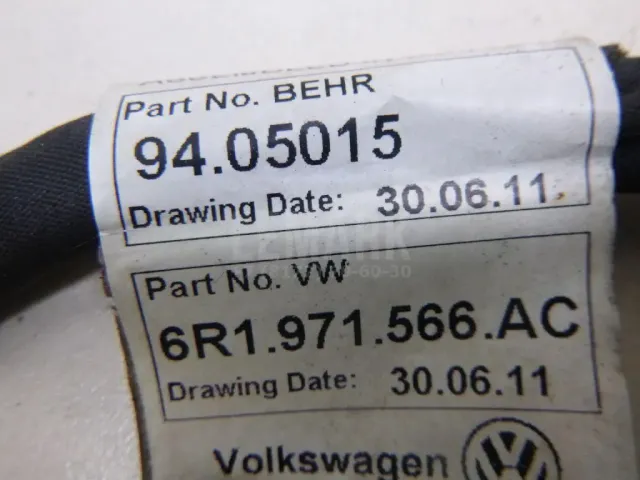 Part No. BEHR
94.05015
Drawing Date: 30.06.11
Part No. VW
6R1.971.566.AC
Drawing Date: 30.06.11
Volkswagen